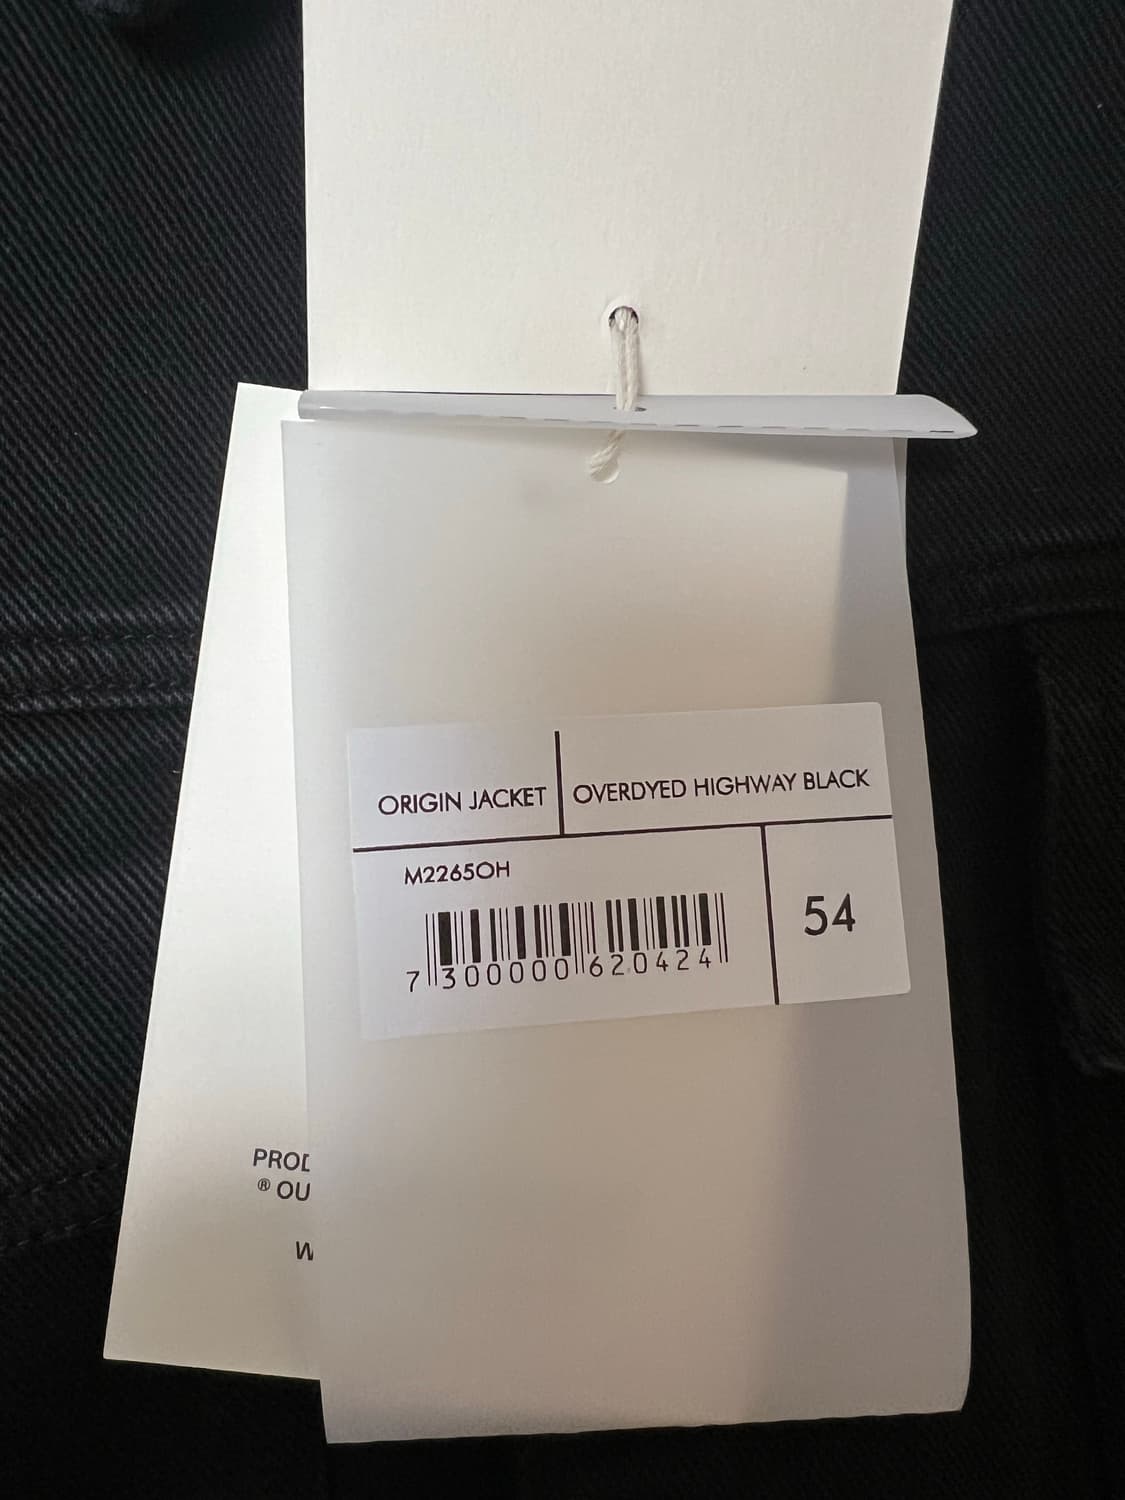 ORIGIN JACKET
OVERDYED HIGHWAY BLACK
M2265OH
7 300000 620424
54
PROD
® OU
W